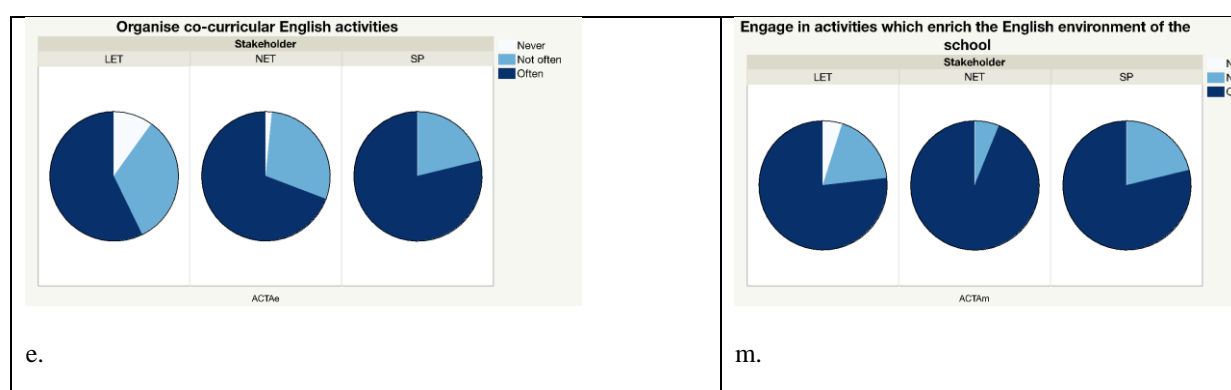 Organise co-curricular English activities
Stakeholder
LET NET SP
Never
Not often
Often
ACTAe
e.
Engage in activities which enrich the English environment of the
school
Stakeholder
LET NET SP
N
N
O
ACTAm
m.